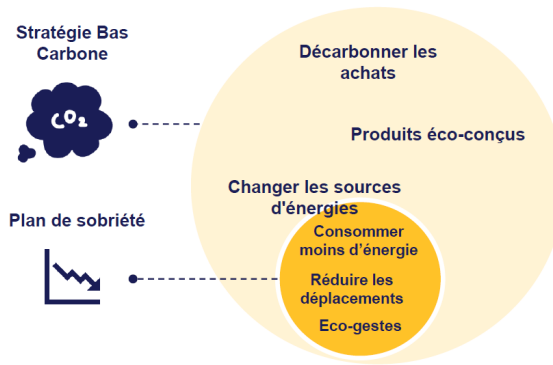 Stratégie Bas
Carbone
CO₂
Décarbonner les
achats
Produits éco-conçus
Changer les sources
d'énergies
Plan de sobriété
Consommer
moins d’énergie
Réduire les
déplacements
Eco-gestes